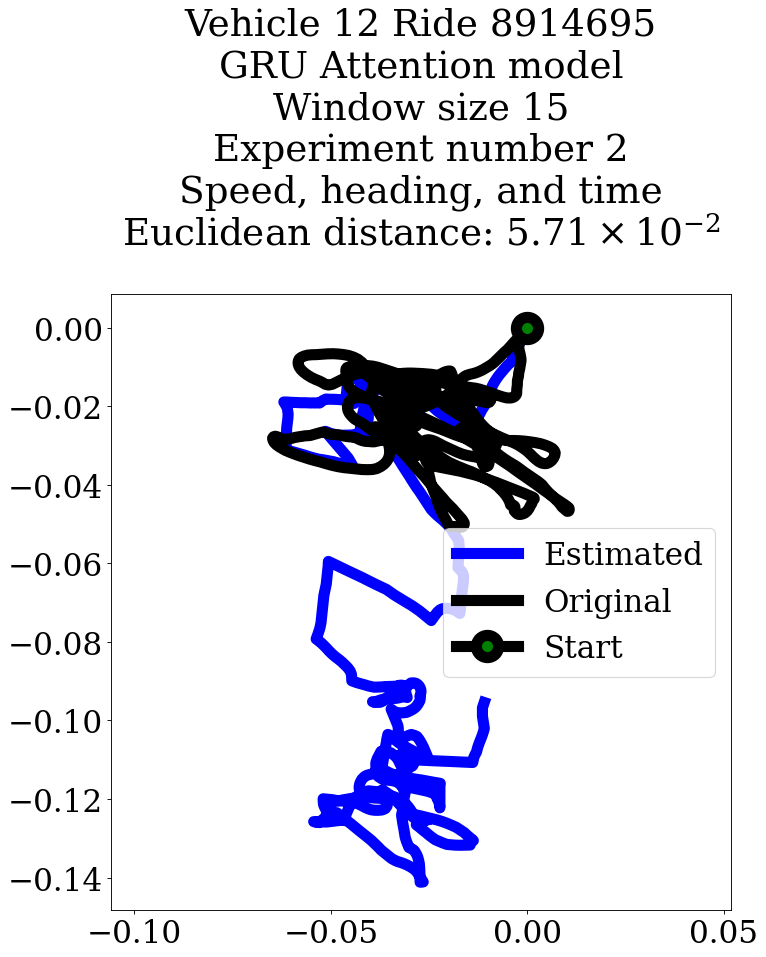 Vehicle 12 Ride 8914695
GRU Attention model
Window size 15
Experiment number 2
Speed, heading, and time
Euclidean distance: 5.71 × 10⁻²
0.00
−0.02
−0.04
−0.06
−0.08
−0.10
−0.12
−0.14
Estimated
Original
Start
−0.10 −0.05 0.00 0.05